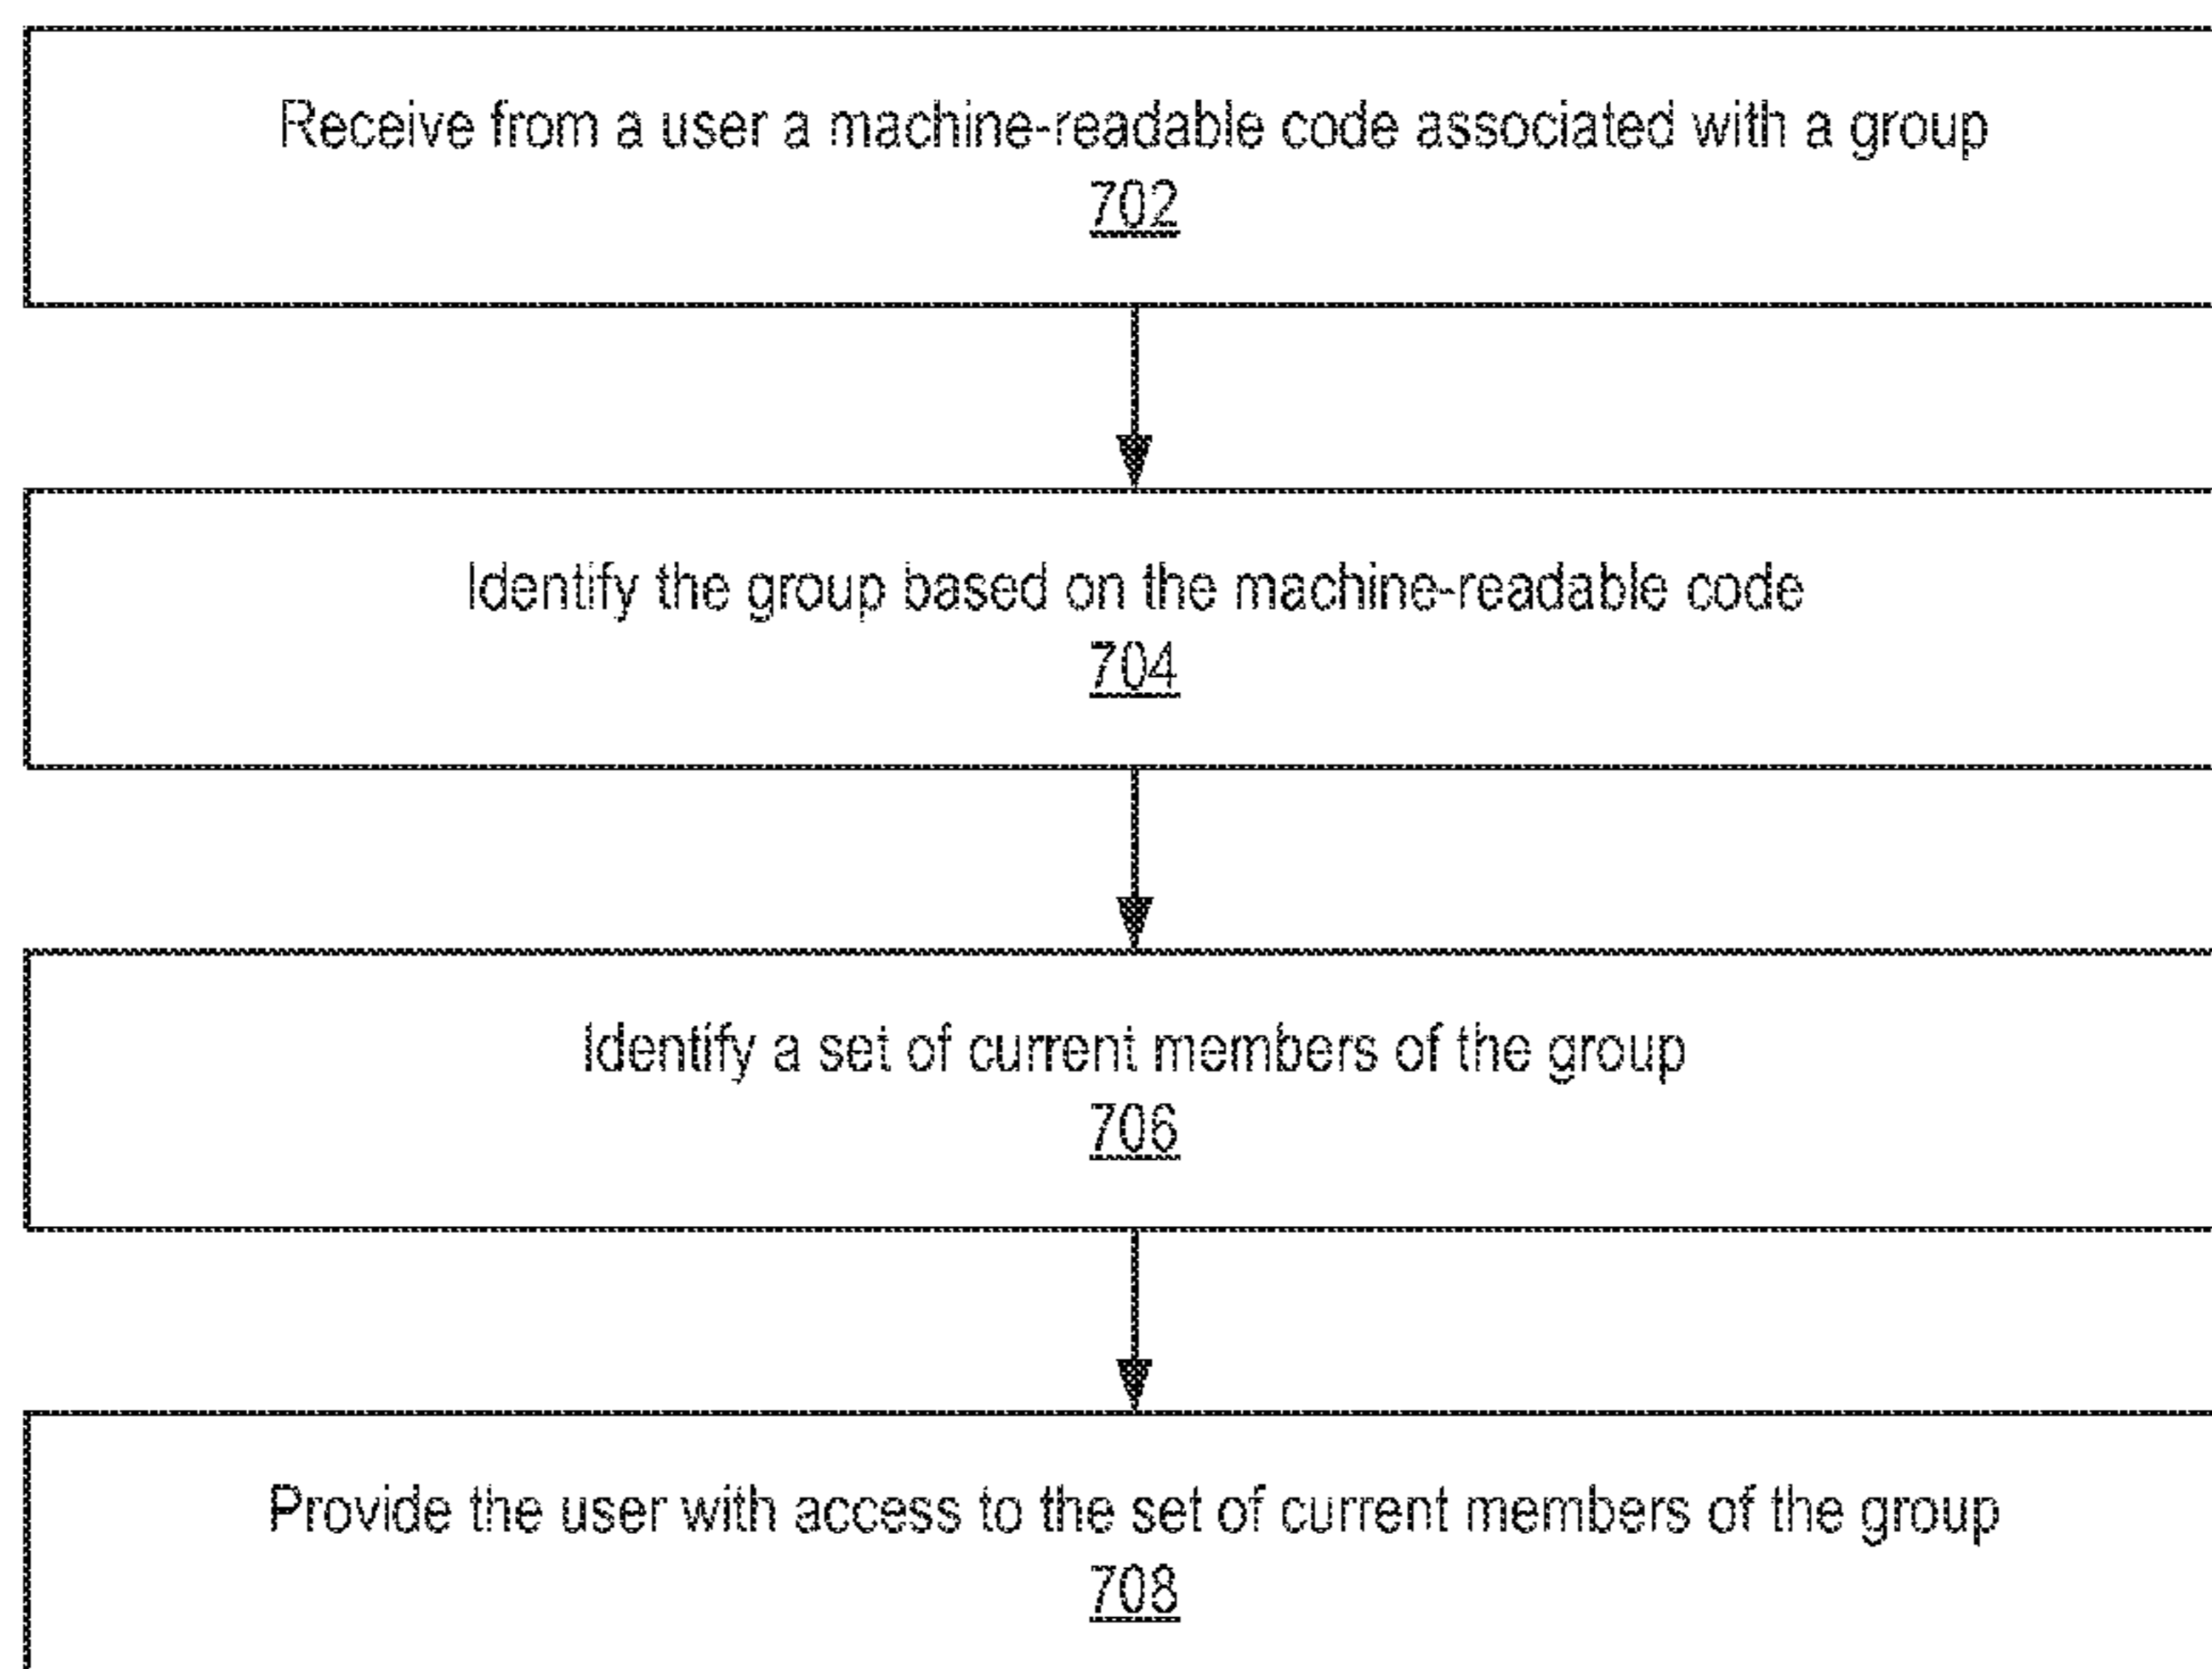 Receive from a user a machine-readable code associated with a group
702
Identify the group based on the machine-readable code
704
Identify a set of current members of the group
706
Provide the user with access to the set of current members of the group
708